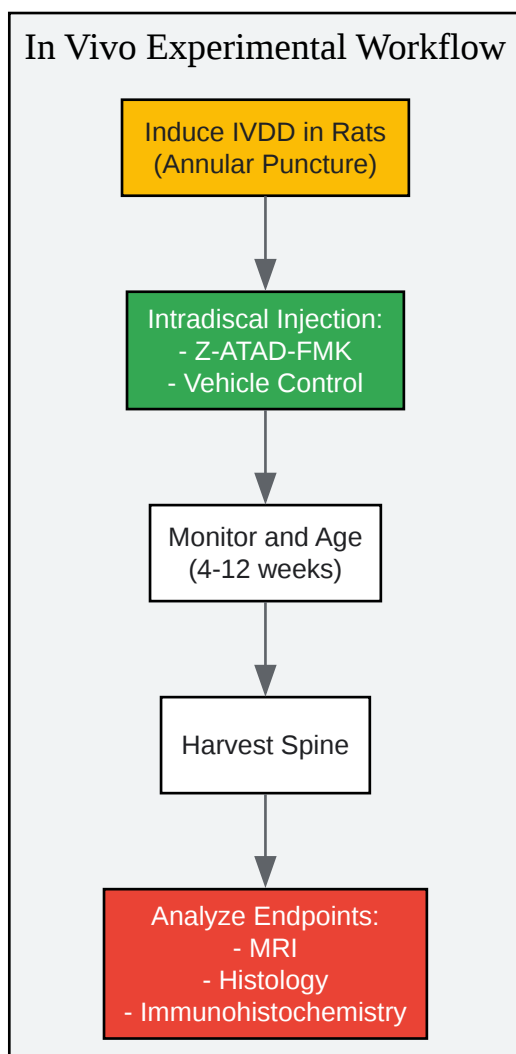 In Vivo Experimental Workflow
Induce IVDD in Rats
(Annular Puncture)
Intradiscal Injection:
- Z-ATAD-FMK
- Vehicle Control
Monitor and Age
(4-12 weeks)
Harvest Spine
Analyze Endpoints:
- MRI
- Histology
- Immunohistochemistry